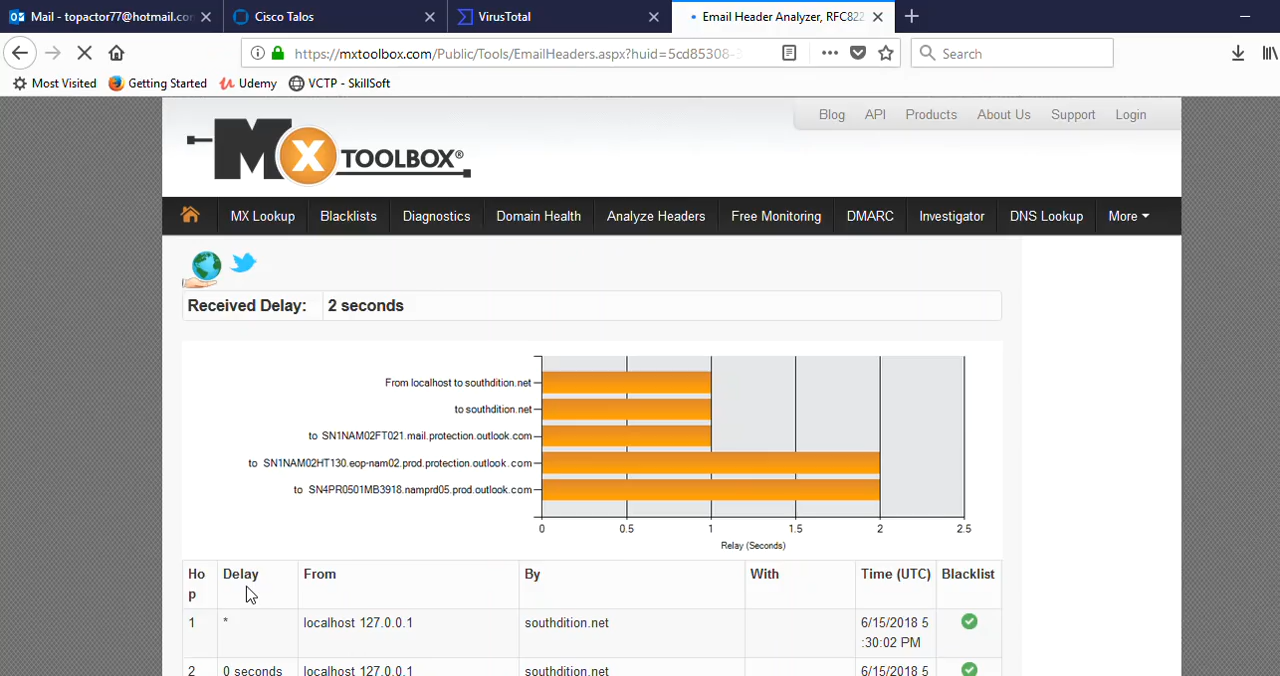 Mail - topactor77@hotmail.co
Cisco Talos
VirusTotal
Email Header Analyzer, RFC822
https://mxtoolbox.com/Public/Tools/EmailHeaders.aspx?huid=5cd85308-
Search
Most Visited
Getting Started
Udemy
VCTP - SkillSoft
Blog
API
Products
About Us
Support
Login
MX TOOLBOX®
MX Lookup
Blacklists
Diagnostics
Domain Health
Analyze Headers
Free Monitoring
DMARC
Investigator
DNS Lookup
More
Received Delay: 2 seconds
From localhost to southdition.net
to southdition.net
to SN1NAM02FT021.mail.protection.outlook.com
to SN1NAM02HT130.eop-nam02.prod.protection.outlook.com
to SN4PR0501MB3918.namprd05.prod.outlook.com
0 0.5 1 1.5 2 2.5
Relay (Seconds)
Ho
p
Delay
From
By
With
Time (UTC)
Blacklist
1 * localhost 127.0.0.1 southdition.net 6/15/2018 5
:30:02 PM
2 0 seconds localhost 127.0.0.1 southdition.net 6/15/2018 5